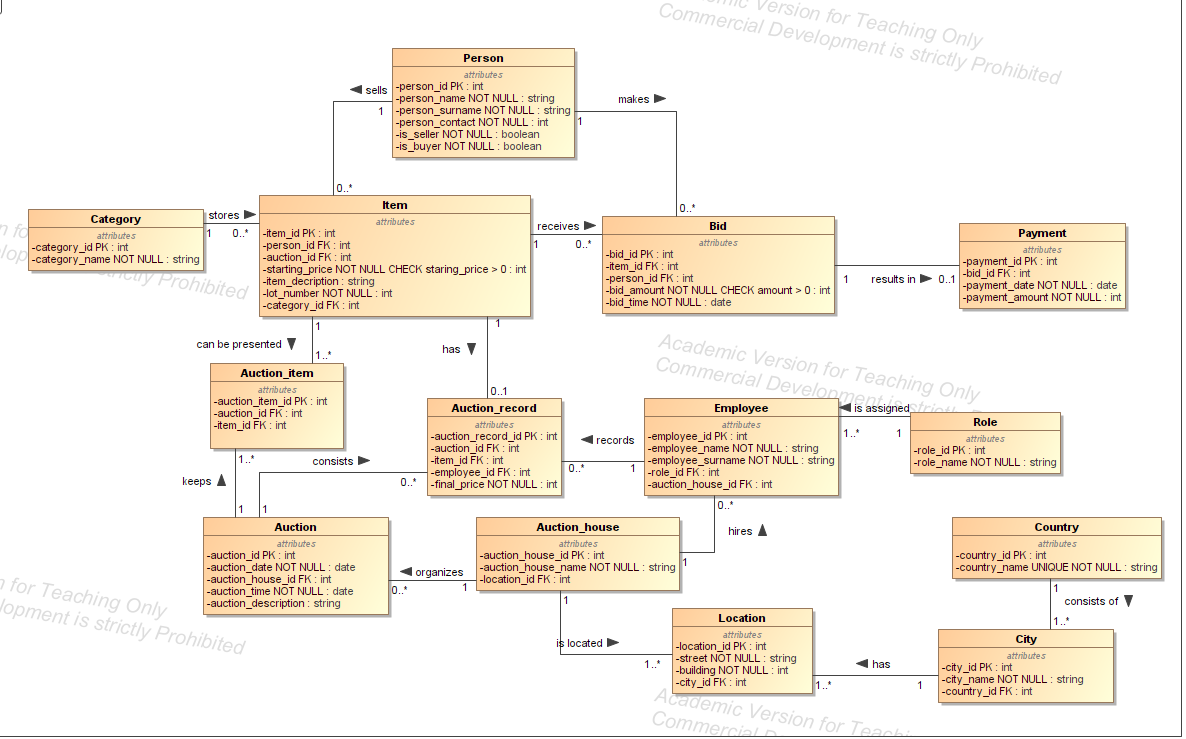 Academic Version for Teaching Only
Commercial Development is strictly Prohibited
Person
attributes
-person_id PK : int
-person_name NOT NULL : string
-person_surname NOT NULL : string
-person_contact NOT NULL : int
-is_seller NOT NULL : boolean
-is_buyer NOT NULL : boolean
sells
1
0..*
makes
1
0..*
Category
attributes
-category_id PK : int
-category_name NOT NULL : string
stores
1
0..*
Item
attributes
-item_id PK : int
-person_id FK : int
-auction_id FK : int
-starting_price NOT NULL CHECK staring_price > 0 : int
-item_decription : string
-lot_number NOT NULL : int
-category_id FK : int
receives
1
0..*
Bid
attributes
-bid_id PK : int
-item_id FK : int
-person_id FK : int
-bid_amount NOT NULL CHECK amount > 0 : int
-bid_time NOT NULL : date
1
results in
0..1
Payment
attributes
-payment_id PK : int
-bid_id FK : int
-payment_date NOT NULL : date
-payment_amount NOT NULL : int
strictly Prohibited
1
can be presented
1..*
1
has
0..1
Academic Version for Teaching Only
Commercial Development is
Auction_item
attributes
-auction_item_id PK : int
-auction_id FK : int
-item_id FK : int
Auction_record
attributes
-auction_record_id PK : int
-auction_id FK : int
-item_id FK : int
-employee_id FK : int
-final_price NOT NULL : int
records
0..*
1
Employee
attributes
-employee_id PK : int
-employee_name NOT NULL : string
-employee_surname NOT NULL : string
-role_id FK : int
-auction_house_id FK : int
is assigned
1..*
1
Role
attributes
-role_id PK : int
-role_name NOT NULL : string
1..*
keeps
1
consists
0..*
1
Auction
attributes
-auction_id PK : int
-auction_date NOT NULL : date
-auction_house_id FK : int
-auction_time NOT NULL : date
-auction_description : string
organizes
0..*
1
Auction_house
attributes
-auction_house_id PK : int
-auction_house_name NOT NULL : string
-location_id FK : int
0..*
hires
1
Country
attributes
-country_id PK : int
-country_name UNIQUE NOT NULL : string
1
consists of
1..*
for Teaching Only
is strictly Prohibited
1
is located
1..*
Location
attributes
-location_id PK : int
-street NOT NULL : string
-building NOT NULL : int
-city_id FK : int
has
1..*
1
City
attributes
-city_id PK : int
-city_name NOT NULL : string
-country_id FK : int
Academic Version for Teaching
Commercial Development is